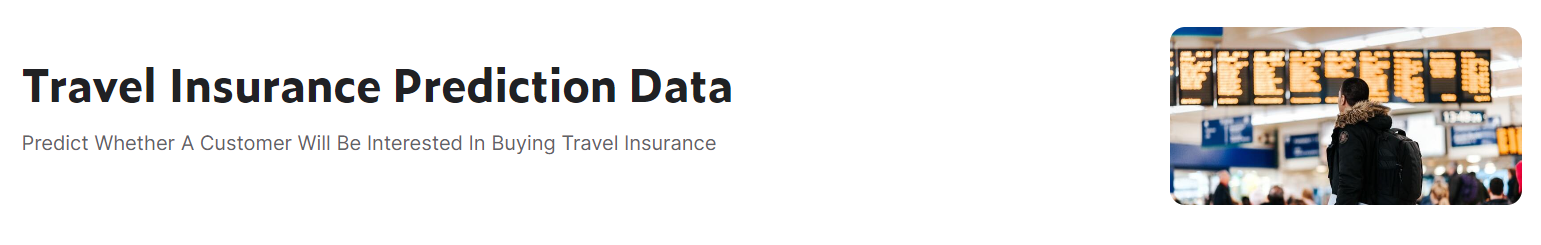 Travel Insurance Prediction Data
Predict Whether A Customer Will Be Interested In Buying Travel Insurance